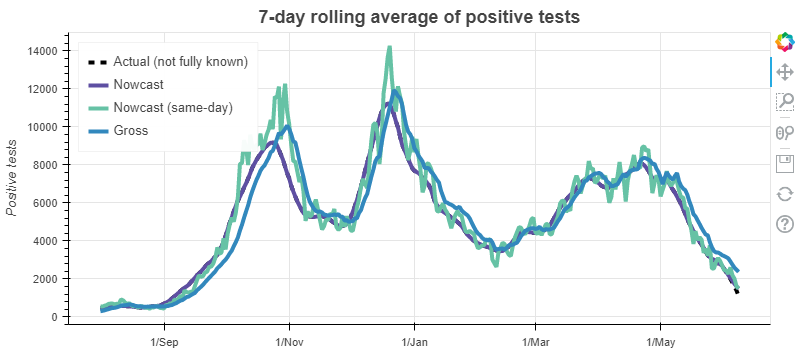 7-day rolling average of positive tests
Actual (not fully known)
Nowcast
Nowcast (same-day)
Gross
Positive tests
14000
12000
10000
8000
6000
4000
2000
0
1/Sep
1/Nov
1/Jan
1/Mar
1/May